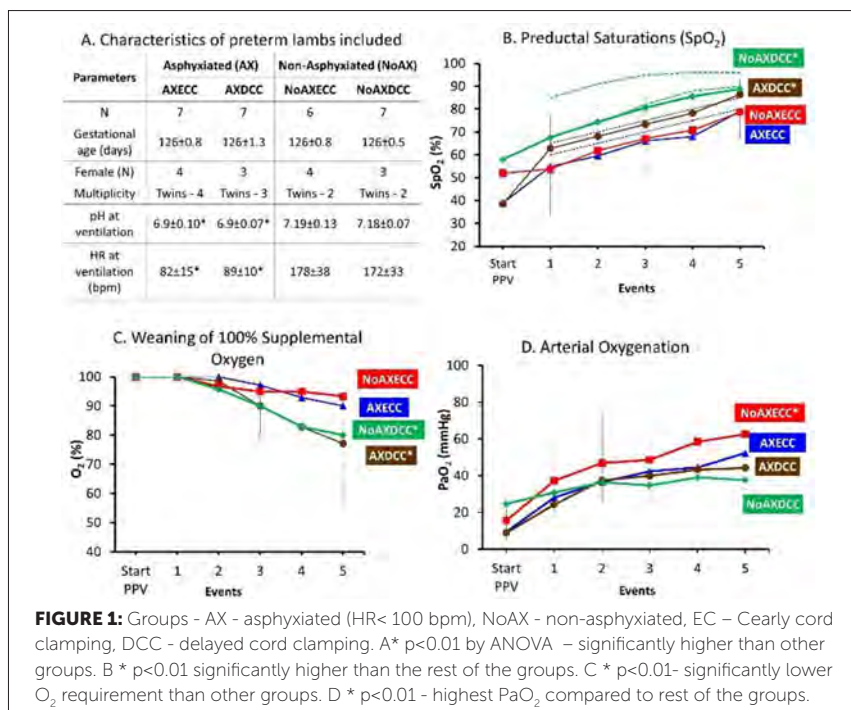 A. Characteristics of preterm lambs included
Parameters Asphyxiated (AX) Non-Asphyxiated (NoAX)
AXECC AXDCC NoAXECC NoAXDCC
N 7 7 6 7
Gestational age (days) 126±0.8 126±1.3 126±0.8 126±0.5
Female (N) 4 3 4 3
Multiplicity Twins - 4 Twins - 3 Twins - 2 Twins - 2
pH at ventilation 6.9±0.10* 6.9±0.07* 7.19±0.13 7.18±0.07
HR at ventilation (bpm) 82±15* 89±10* 178±38 172±33
B. Preductal Saturations (SpO₂)
NoAXDCC*
AXDCC*
NoAXECC
AXECC
SpO₂ (%)
100
90
80
70
60
50
40
30
20
Start PPV 1 2 3 4 5
Events
C. Weaning of 100% Supplemental
Oxygen
NoAXECC
AXECC
NoAXDCC*
AXDCC*
O₂ (%)
100
90
80
70
60
50
40
Start PPV 1 2 3 4 5
Events
D. Arterial Oxygenation
NoAXECC*
AXECC
AXDCC
NoAXDCC
PaO₂ (mmHg)
100
80
60
40
20
0
Start PPV 1 2 3 4 5
Events
FIGURE 1: Groups - AX - asphyxiated (HR< 100 bpm), NoAX - non-asphyxiated, EC – Cearly cord
clamping, DCC - delayed cord clamping. A* p<0.01 by ANOVA – significantly higher than other
groups. B * p<0.01 significantly higher than the rest of the groups. C * p<0.01- significantly lower
O₂ requirement than other groups. D * p<0.01 - highest PaO₂ compared to rest of the groups.